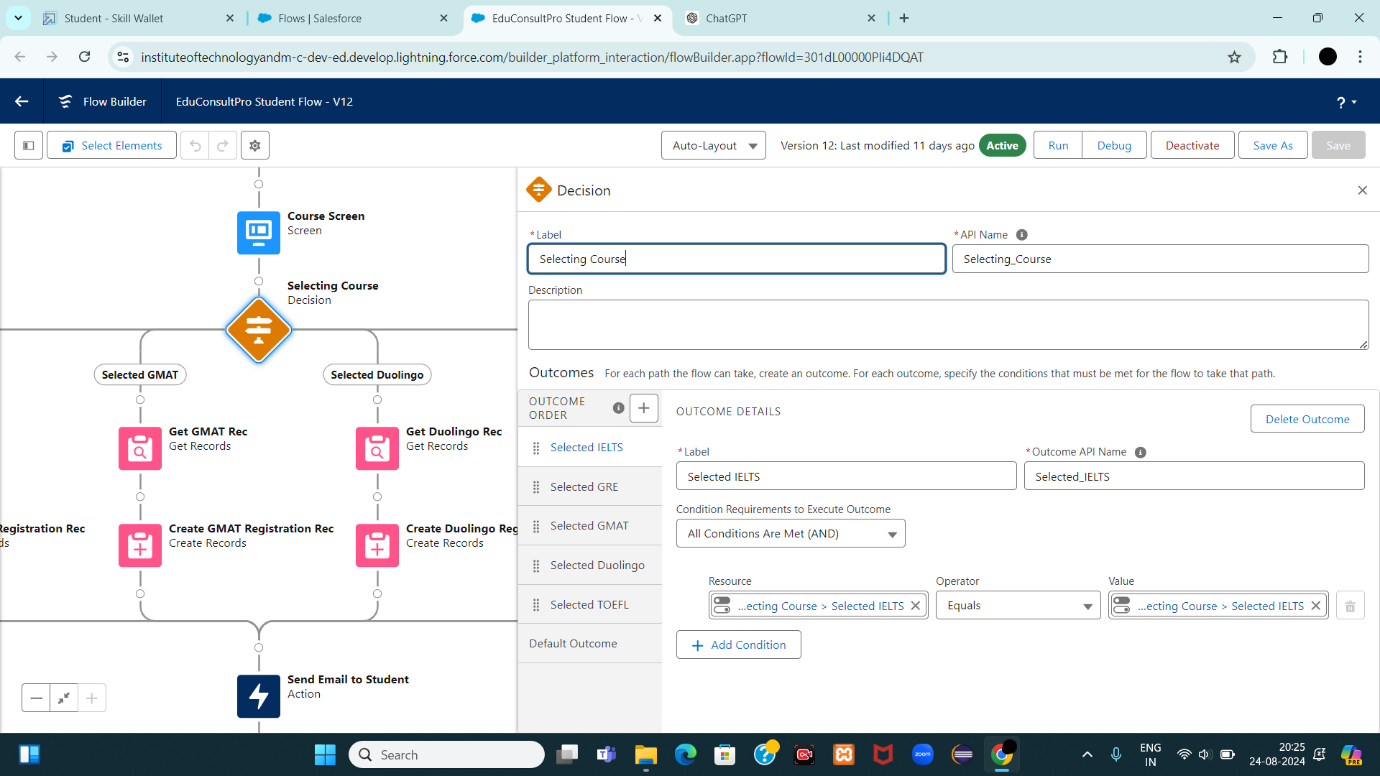 Student - Skill Wallet
Flows | Salesforce
EduConsultPro Student Flow - V
ChatGPT
instituteoftechnologyandm-c-dev-ed.develop.lightning.force.com/builder_platform_interaction/flowBuilder.app?flowId=301dL00000Pli4DQAT
Flow Builder
EduConsultPro Student Flow - V12
?
Select Elements
Auto-Layout
Version 12: Last modified 11 days ago
Active
Run
Debug
Deactivate
Save As
Save
Course Screen
Screen
Selecting Course
Decision
Selected GMAT
Selected Duolingo
Get GMAT Rec
Get Records
Get Duolingo Rec
Get Records
Registration Rec
ds
Create GMAT Registration Rec
Create Records
Create Duolingo Reg
Create Records
Send Email to Student
Action
Decision
* Label
Selecting Course
* API Name
Selecting_Course
Description
Outcomes For each path the flow can take, create an outcome. For each outcome, specify the conditions that must be met for the flow to take that path.
OUTCOME
ORDER
Selected IELTS
Selected GRE
Selected GMAT
Selected Duolingo
Selected TOEFL
Default Outcome
OUTCOME DETAILS
Delete Outcome
* Label
Selected IELTS
* Outcome API Name
Selected_IELTS
Condition Requirements to Execute Outcome
All Conditions Are Met (AND)
Resource
...ecting Course > Selected IELTS
Operator
Equals
Value
...ecting Course > Selected IELTS
Add Condition
Search
zoom
ENG
IN
20:25
24-08-2024
PRE